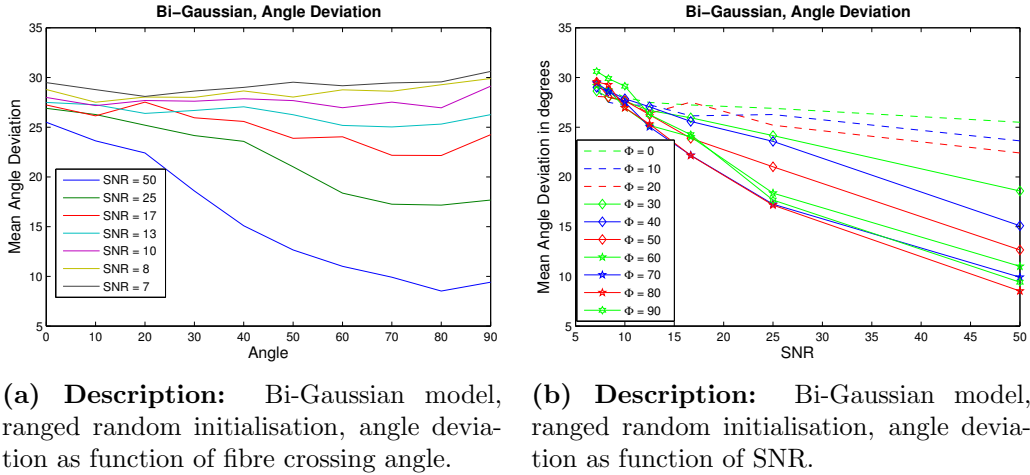 Bi−Gaussian, Angle Deviation
Mean Angle Deviation
35
30
25
20
15
10
5
SNR = 50
SNR = 25
SNR = 17
SNR = 13
SNR = 10
SNR = 8
SNR = 7
0 10 20 30 40 50 60 70 80 90
Angle
Bi−Gaussian, Angle Deviation
Mean Angle Deviation in degrees
35
30
25
20
15
10
5
Φ = 0
Φ = 10
Φ = 20
Φ = 30
Φ = 40
Φ = 50
Φ = 60
Φ = 70
Φ = 80
Φ = 90
5 10 15 20 25 30 35 40 45 50
SNR
(a) Description: Bi-Gaussian model,
ranged random initialisation, angle devia-
tion as function of fibre crossing angle.
(b) Description: Bi-Gaussian model,
ranged random initialisation, angle devia-
tion as function of SNR.